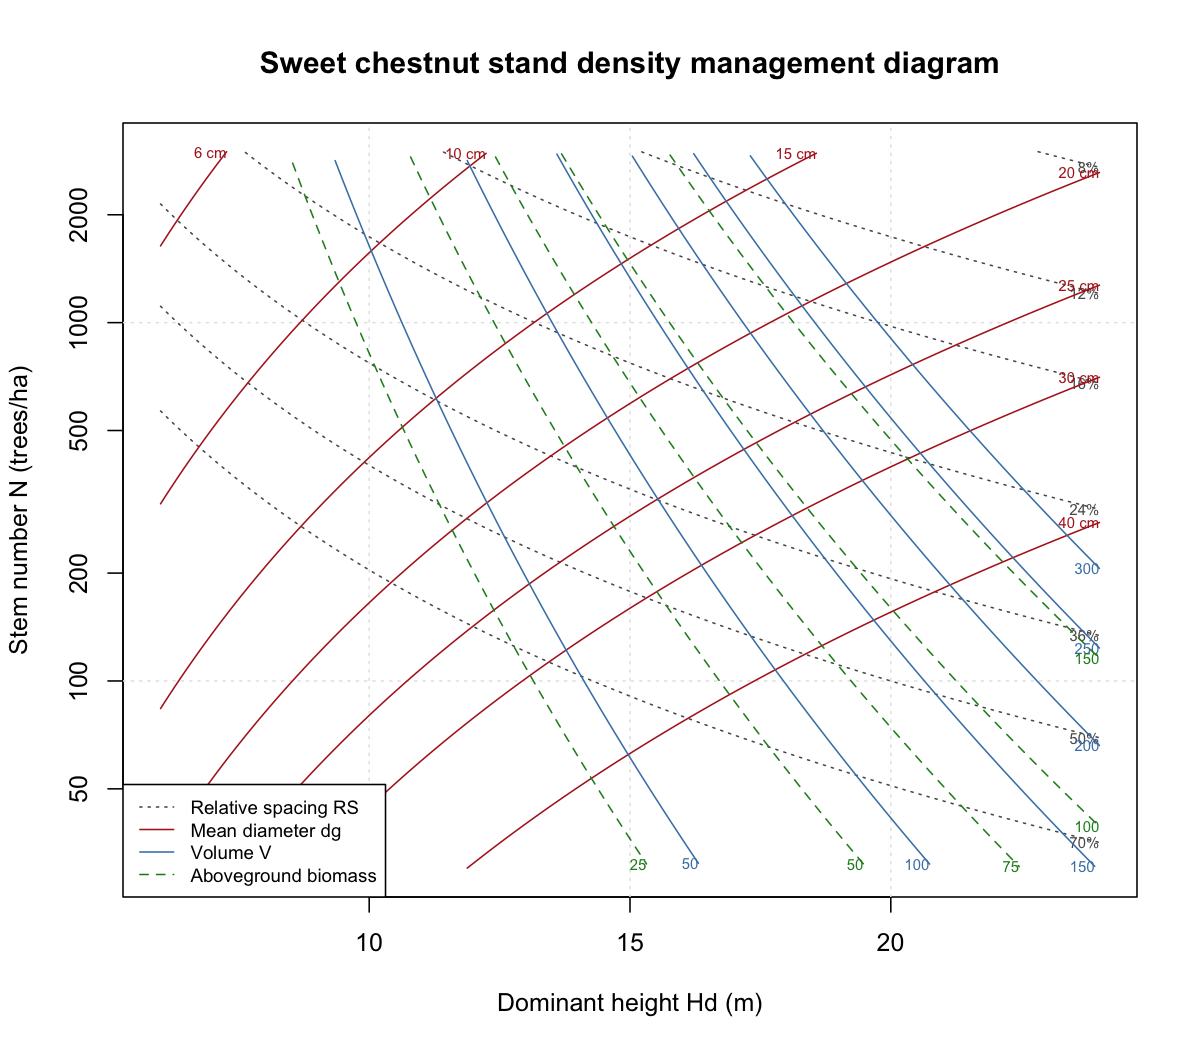 Sweet chestnut stand density management diagram
6 cm
10 cm
15 cm
8%
20 cm
25 cm
12%
30 cm
16%
24%
40 cm
300
36%
250
150
50%
200
100
70%
25
50
50
100
75
150
2000
1000
500
200
100
50
Stem number N (trees/ha)
Relative spacing RS
Mean diameter dg
Volume V
Aboveground biomass
10
15
20
Dominant height Hd (m)